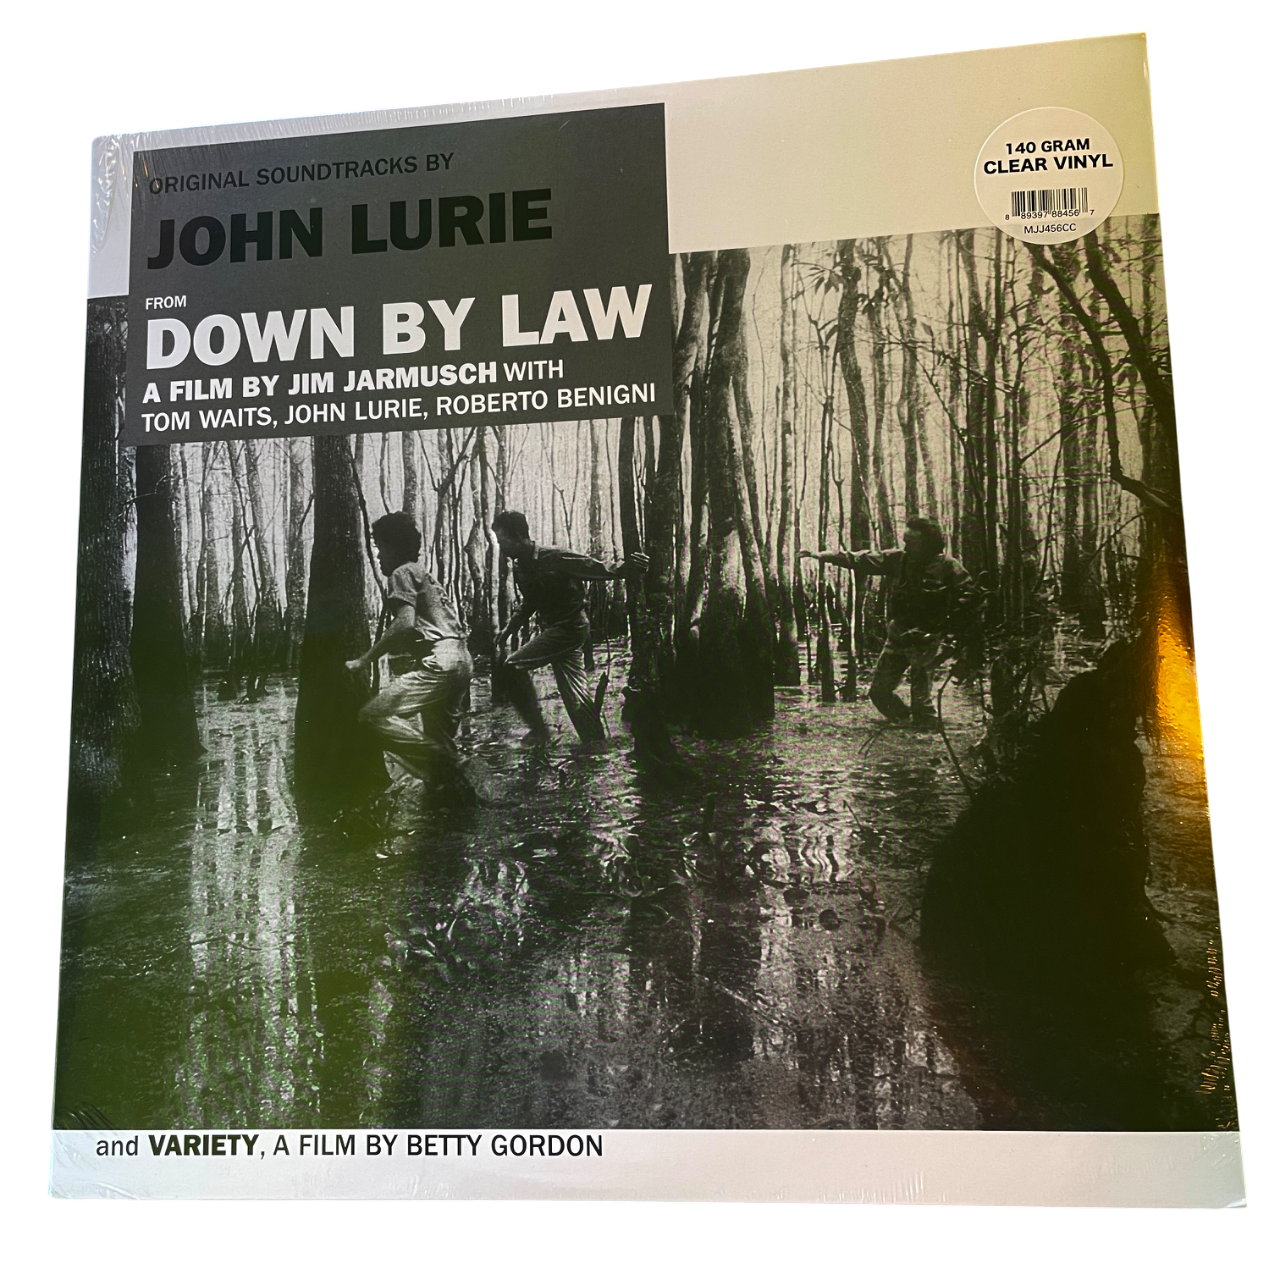 ORIGINAL SOUNDTRACKS BY
JOHN LURIE
FROM
DOWN BY LAW
A FILM BY JIM JARMUSCH WITH
TOM WAITS, JOHN LURIE, ROBERTO BENIGNI
140 GRAM
CLEAR VINYL
8 89397 88456 7
MJJ456CC
and VARIETY, A FILM BY BETTY GORDON